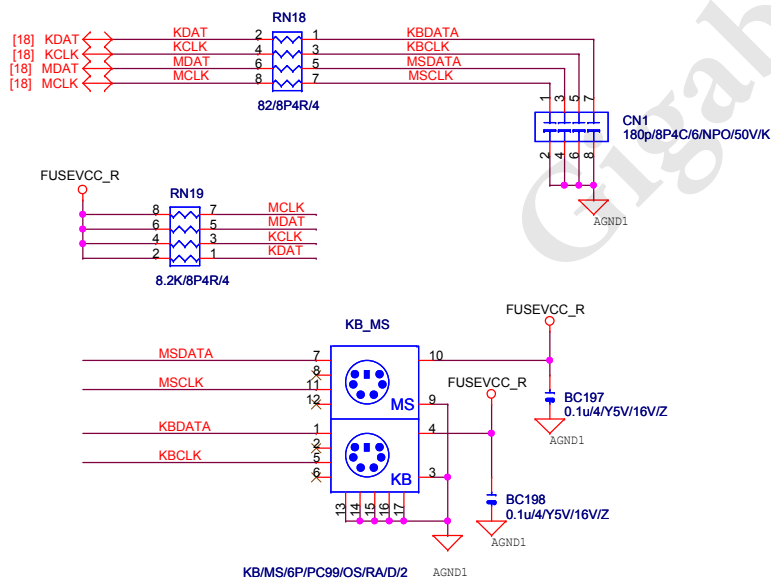 RN18
[18] KDAT KDAT 2 1 KBDATA
[18] KCLK KCLK 4 3 KBCLK
[18] MDAT MDAT 6 5 MSDATA
[18] MCLK MCLK 8 7 MSCLK
82/8P4R/4
1 3 5 7
CN1
180p/8P4C/6/NPO/50V/K
2 4 6 8
AGND1
FUSEVCC_R
RN19
8 7 MCLK
6 5 MDAT
4 3 KCLK
2 1 KDAT
8.2K/8P4R/4
Gigab
KB_MS
FUSEVCC_R
MSDATA 7 10
8
MSCLK 11
12 MS 9
FUSEVCC_R
BC197
0.1u/4/Y5V/16V/Z
AGND1
KBDATA 1 4
2
KBCLK 5
6 KB 3
13 14 15 16 17
BC198
0.1u/4/Y5V/16V/Z
AGND1
KB/MS/6P/PC99/OS/RA/D/2
AGND1